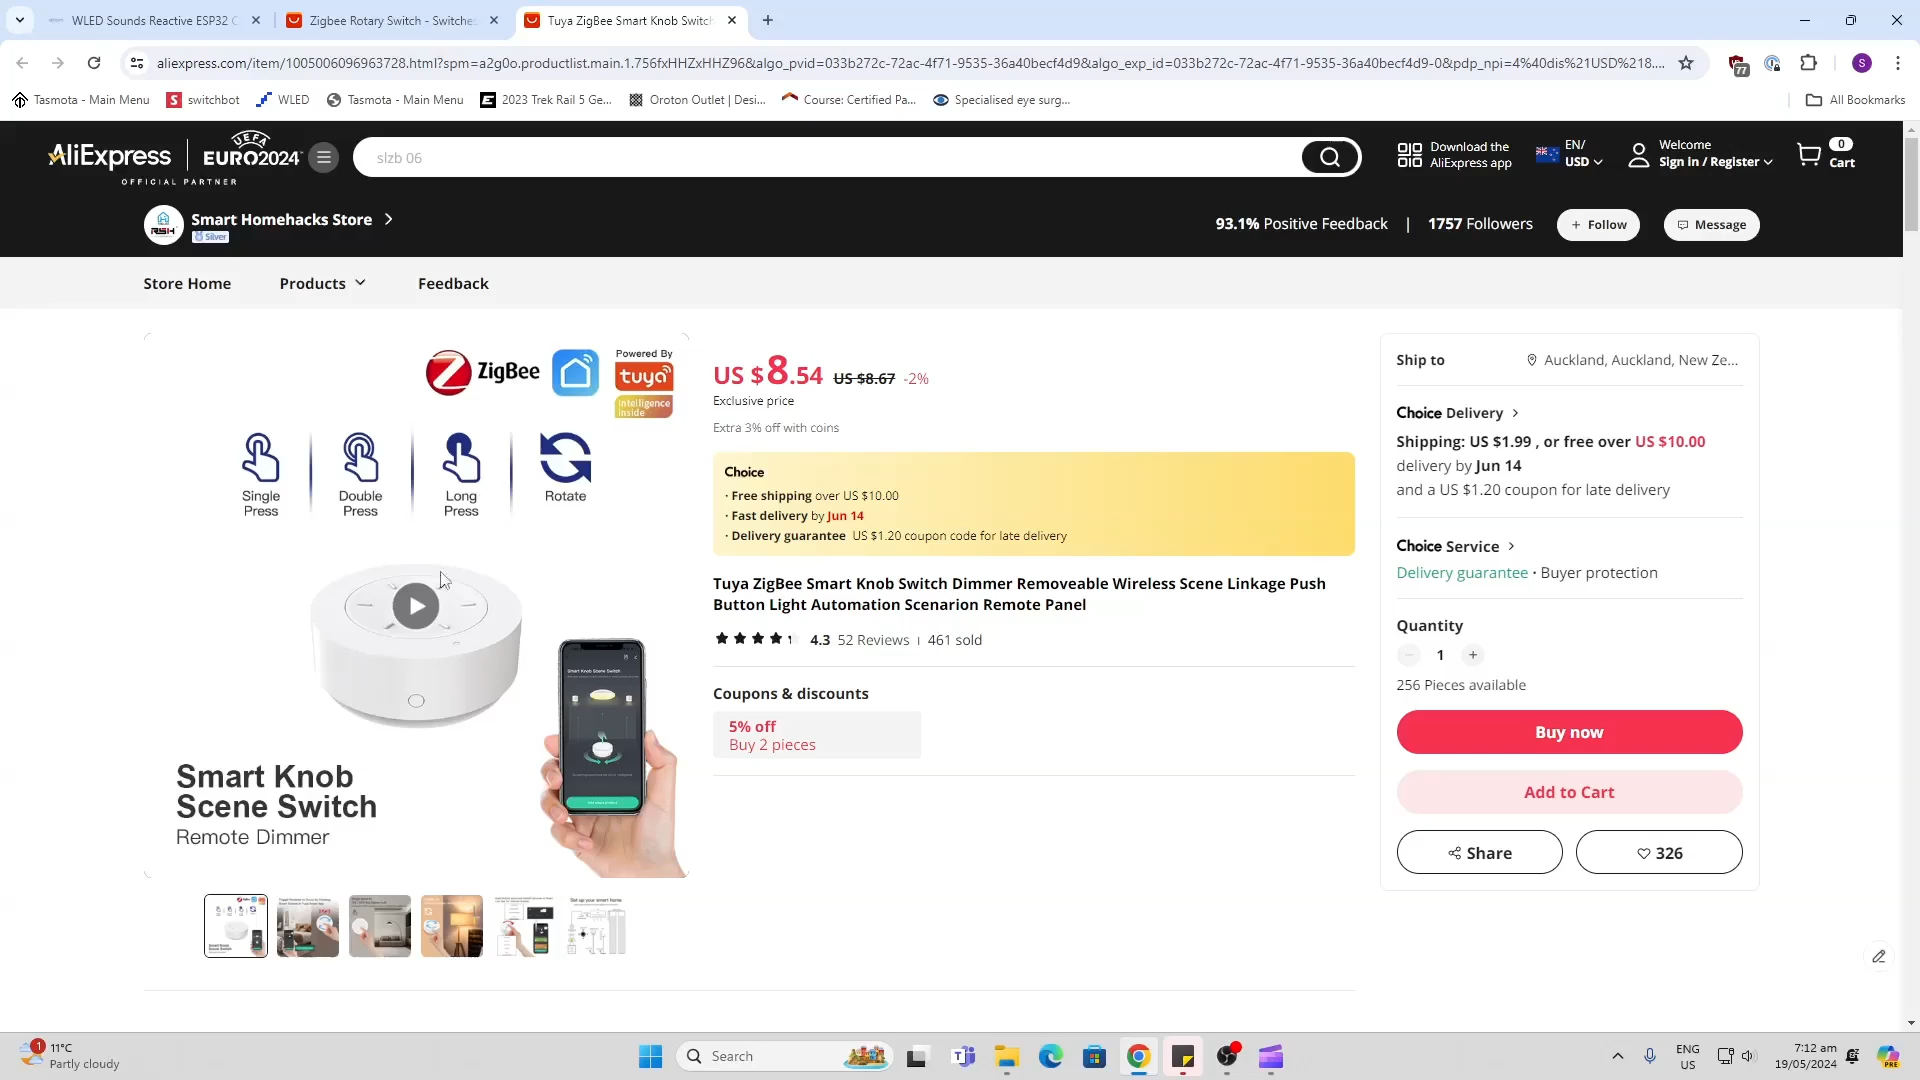 WLED Sounds Reactive ESP32 C
Zigbee Rotary Switch - Switches
Tuya ZigBee Smart Knob Switch
aliexpress.com/item/1005006096963728.html?spm=a2g0o.productlist.main.1.756fxHHZxHHZ96&algo_pvid=033b272c-72ac-4f71-9535-36a40becf4d9&algo_exp_id=033b272c-72ac-4f71-9535-36a40becf4d9-0&pdp_npi=4%40dis%21USD%218....
77
S
Tasmota - Main Menu
switchbot
WLED
Tasmota - Main Menu
2023 Trek Rail 5 Ge...
Oroton Outlet | Desi...
Course: Certified Pa...
Specialised eye surg...
All Bookmarks
AliExpress
UEFA
EURO2024
OFFICIAL PARTNER
slzb 06
Download the
AliExpress app
EN/
USD
Welcome
Sign in / Register
0
Cart
RSH
Smart Homehacks Store
Silver
93.1% Positive Feedback | 1757 Followers
+ Follow
Message
Store Home
Products
Feedback
ZigBee
Powered By
tuya
Intelligence
Inside
Single
Press
Double
Press
Long
Press
Rotate
Smart Knob Scene Switch
Smart Knob
Scene Switch
Remote Dimmer
US $8.54 US $8.67 -2%
Exclusive price
Extra 3% off with coins
Choice
· Free shipping over US $10.00
· Fast delivery by Jun 14
· Delivery guarantee US $1.20 coupon code for late delivery
Tuya ZigBee Smart Knob Switch Dimmer Removeable Wireless Scene Linkage Push
Button Light Automation Scenarion Remote Panel
4.3 52 Reviews | 461 sold
Coupons & discounts
5% off
Buy 2 pieces
Ship to
Auckland, Auckland, New Ze...
Choice Delivery
Shipping: US $1.99 , or free over US $10.00
delivery by Jun 14
and a US $1.20 coupon for late delivery
Choice Service
Delivery guarantee · Buyer protection
Quantity
1
256 Pieces available
Buy now
Add to Cart
Share
326
1
11°C
Partly cloudy
Search
ENG
US
7:12 am
19/05/2024
PRE